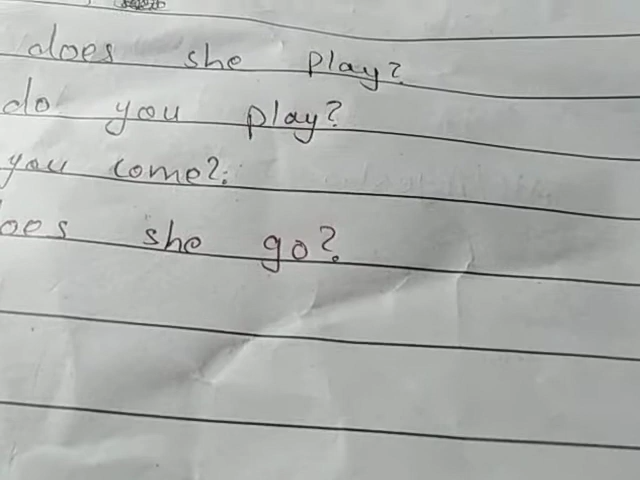 does she play?
do you play?
you come?.
oes she go?